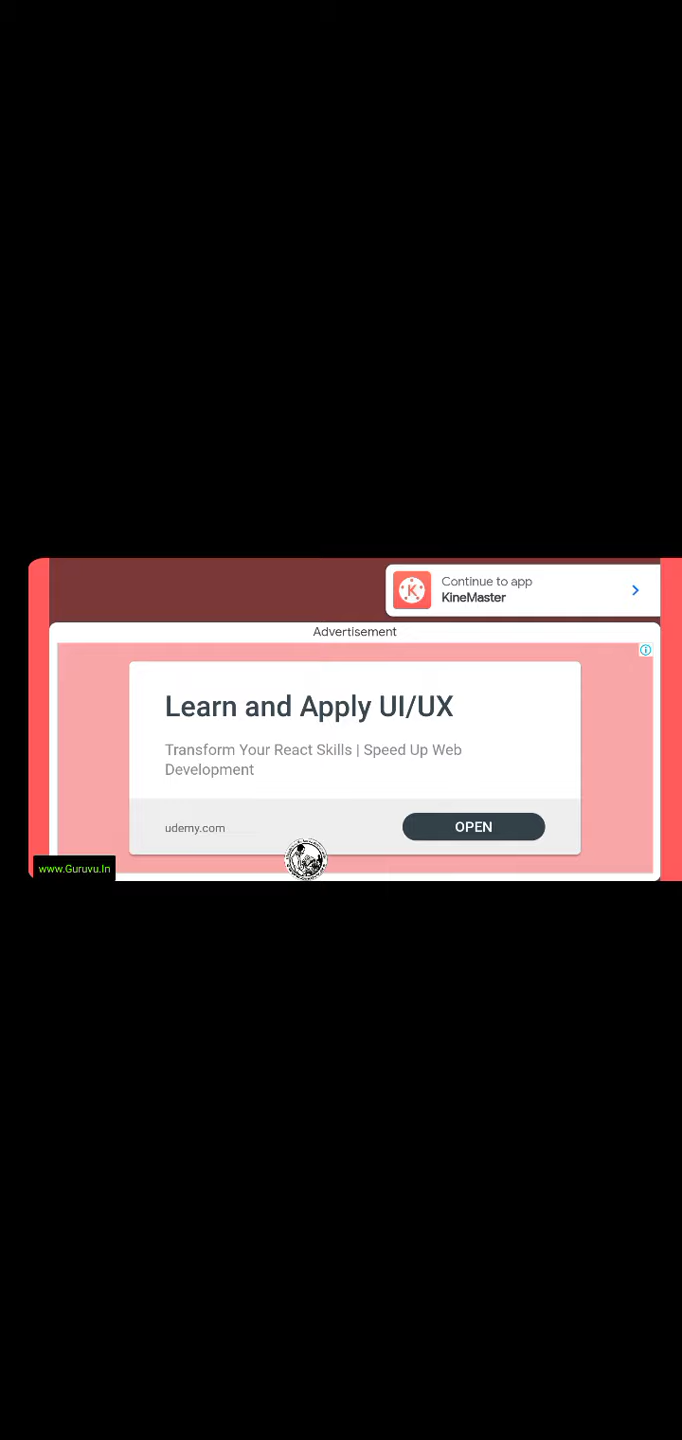 Continue to app
KineMaster
Advertisement
Learn and Apply UI/UX
Transform Your React Skills | Speed Up Web
Development
udemy.com
OPEN
www.Guruvu.In